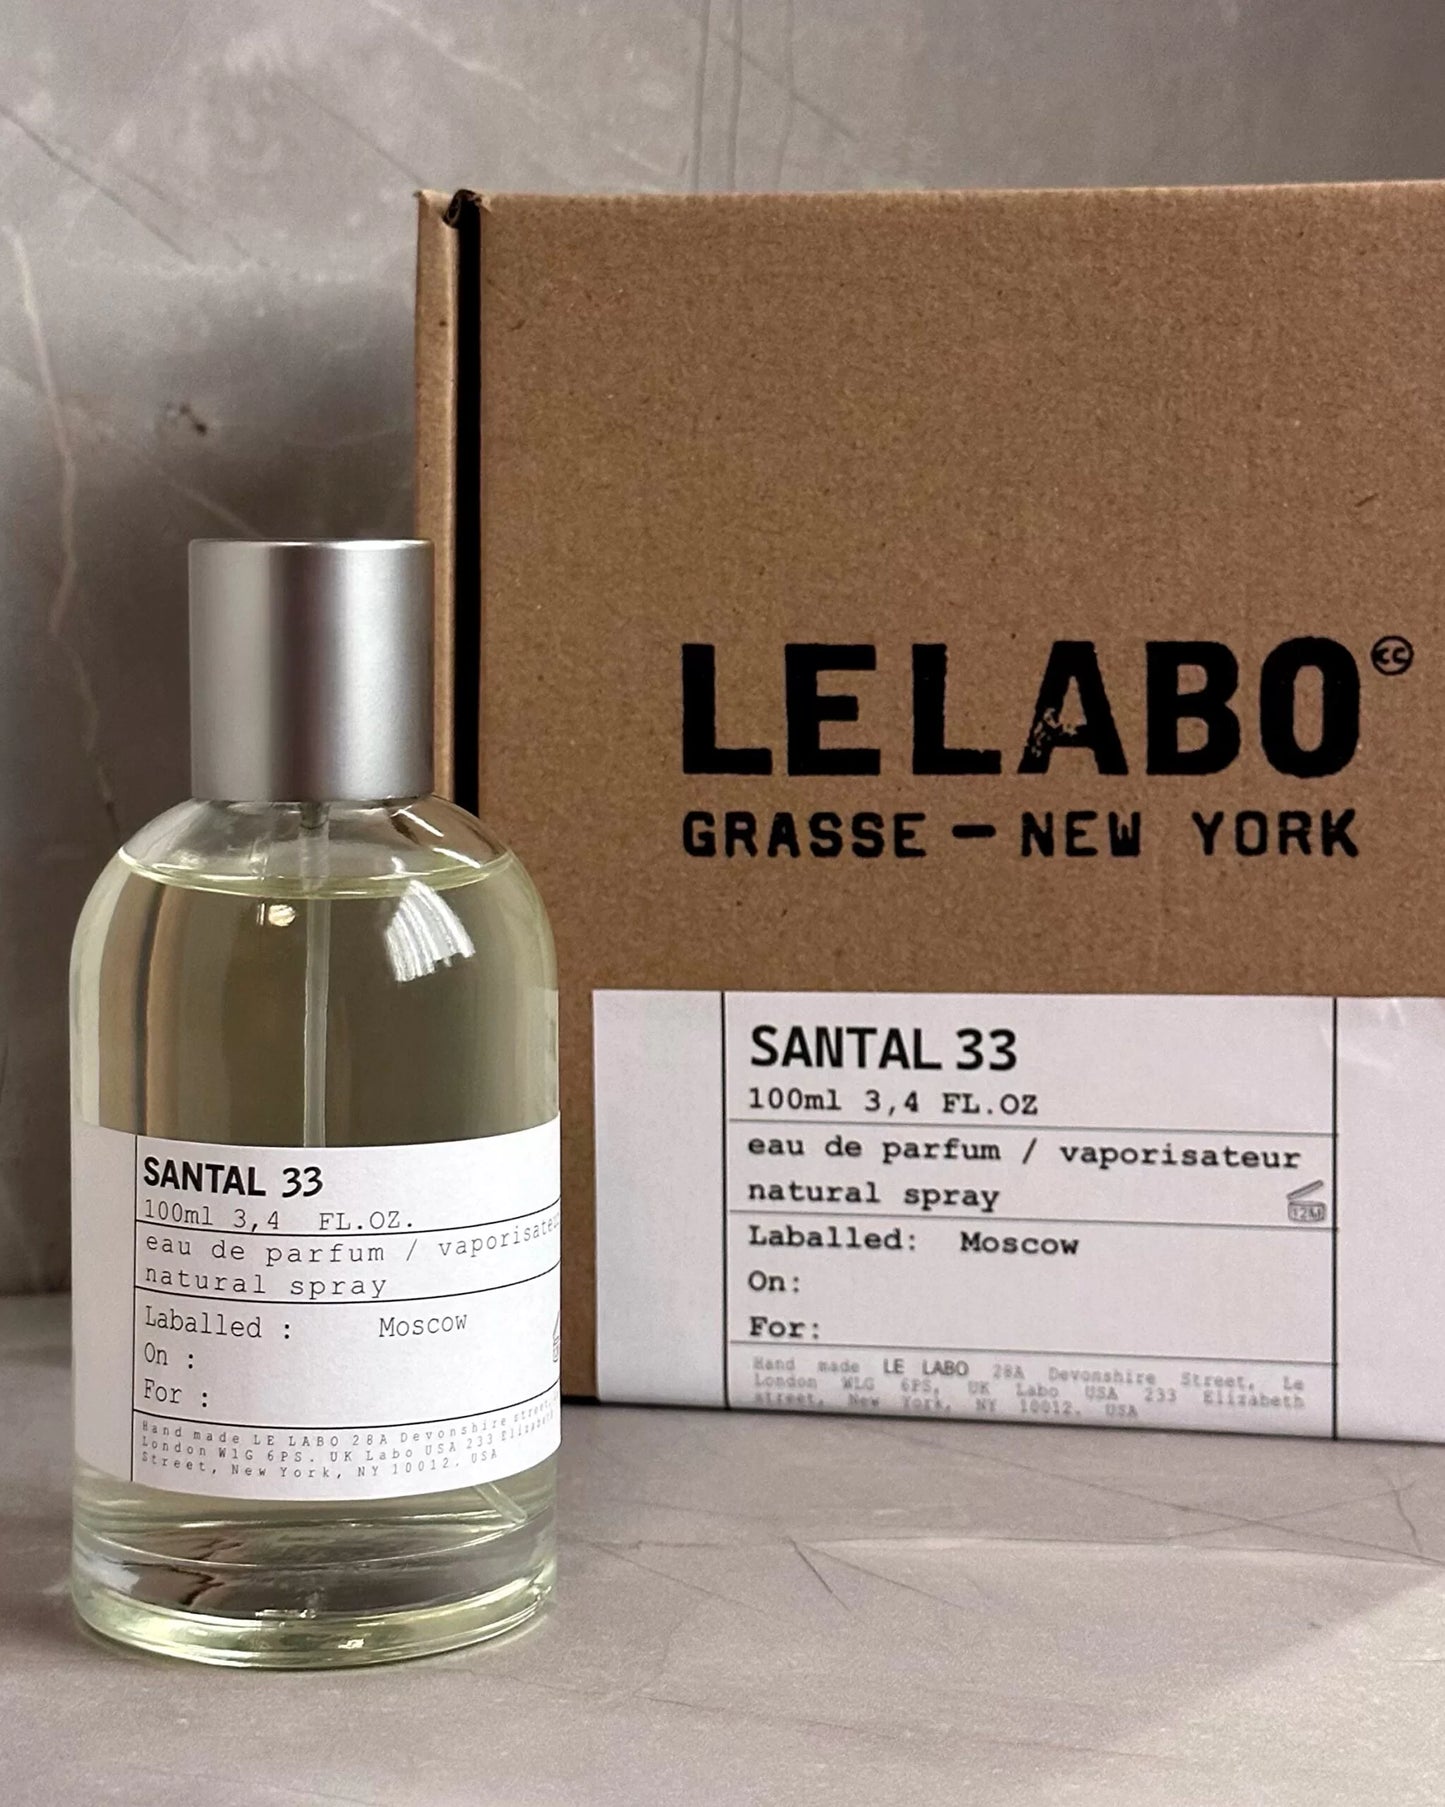 LELABO
GRASSE — NEW YORK
SANTAL 33
100ml 3,4 FL.OZ
eau de parfum / vaporisateur
natural spray
12M
Laballed: Moscow
On:
For:
Hand made LE LABO 28A Devonshire Street, Le
London WLG 6PS, UK Labo USA 233 Elizabeth
street, New York, NY 10012. USA
SANTAL 33
100ml 3,4 FL.OZ.
eau de parfum / vaporisateur
natural spray
Laballed : Moscow
On :
For :
Hand made LE LABO 28A Devonshire street,
London W1G 6PS. UK Labo USA 233 Elizabeth
Street, New York, NY 10012. USA